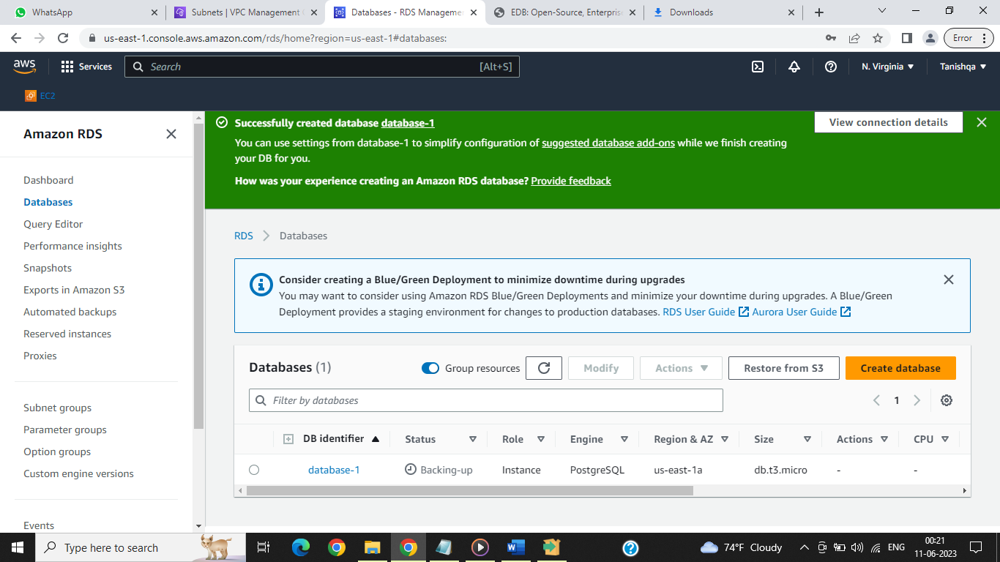 WhatsApp
Subnets | VPC Management
Databases - RDS Manageme
EDB: Open-Source, Enterpris
Downloads
us-east-1.console.aws.amazon.com/rds/home?region=us-east-1#databases:
Error
aws
Services
Search
[Alt+S]
N. Virginia
Tanishqa
EC2
Amazon RDS
Dashboard
Databases
Query Editor
Performance insights
Snapshots
Exports in Amazon S3
Automated backups
Reserved instances
Proxies
Subnet groups
Parameter groups
Option groups
Custom engine versions
Events
Successfully created database database-1
View connection details
You can use settings from database-1 to simplify configuration of suggested database add-ons while we finish creating
your DB for you.
How was your experience creating an Amazon RDS database? Provide feedback
RDS
Databases
Consider creating a Blue/Green Deployment to minimize downtime during upgrades
You may want to consider using Amazon RDS Blue/Green Deployments and minimize your downtime during upgrades. A Blue/Green
Deployment provides a staging environment for changes to production databases. RDS User Guide Aurora User Guide
Databases (1)
Group resources
Modify
Actions
Restore from S3
Create database
Filter by databases
1
DB identifier Status Role Engine Region & AZ Size Actions CPU
database-1 Backing-up Instance PostgreSQL us-east-1a db.t3.micro - -
Type here to search
74°F Cloudy
ENG
00:21
11-06-2023